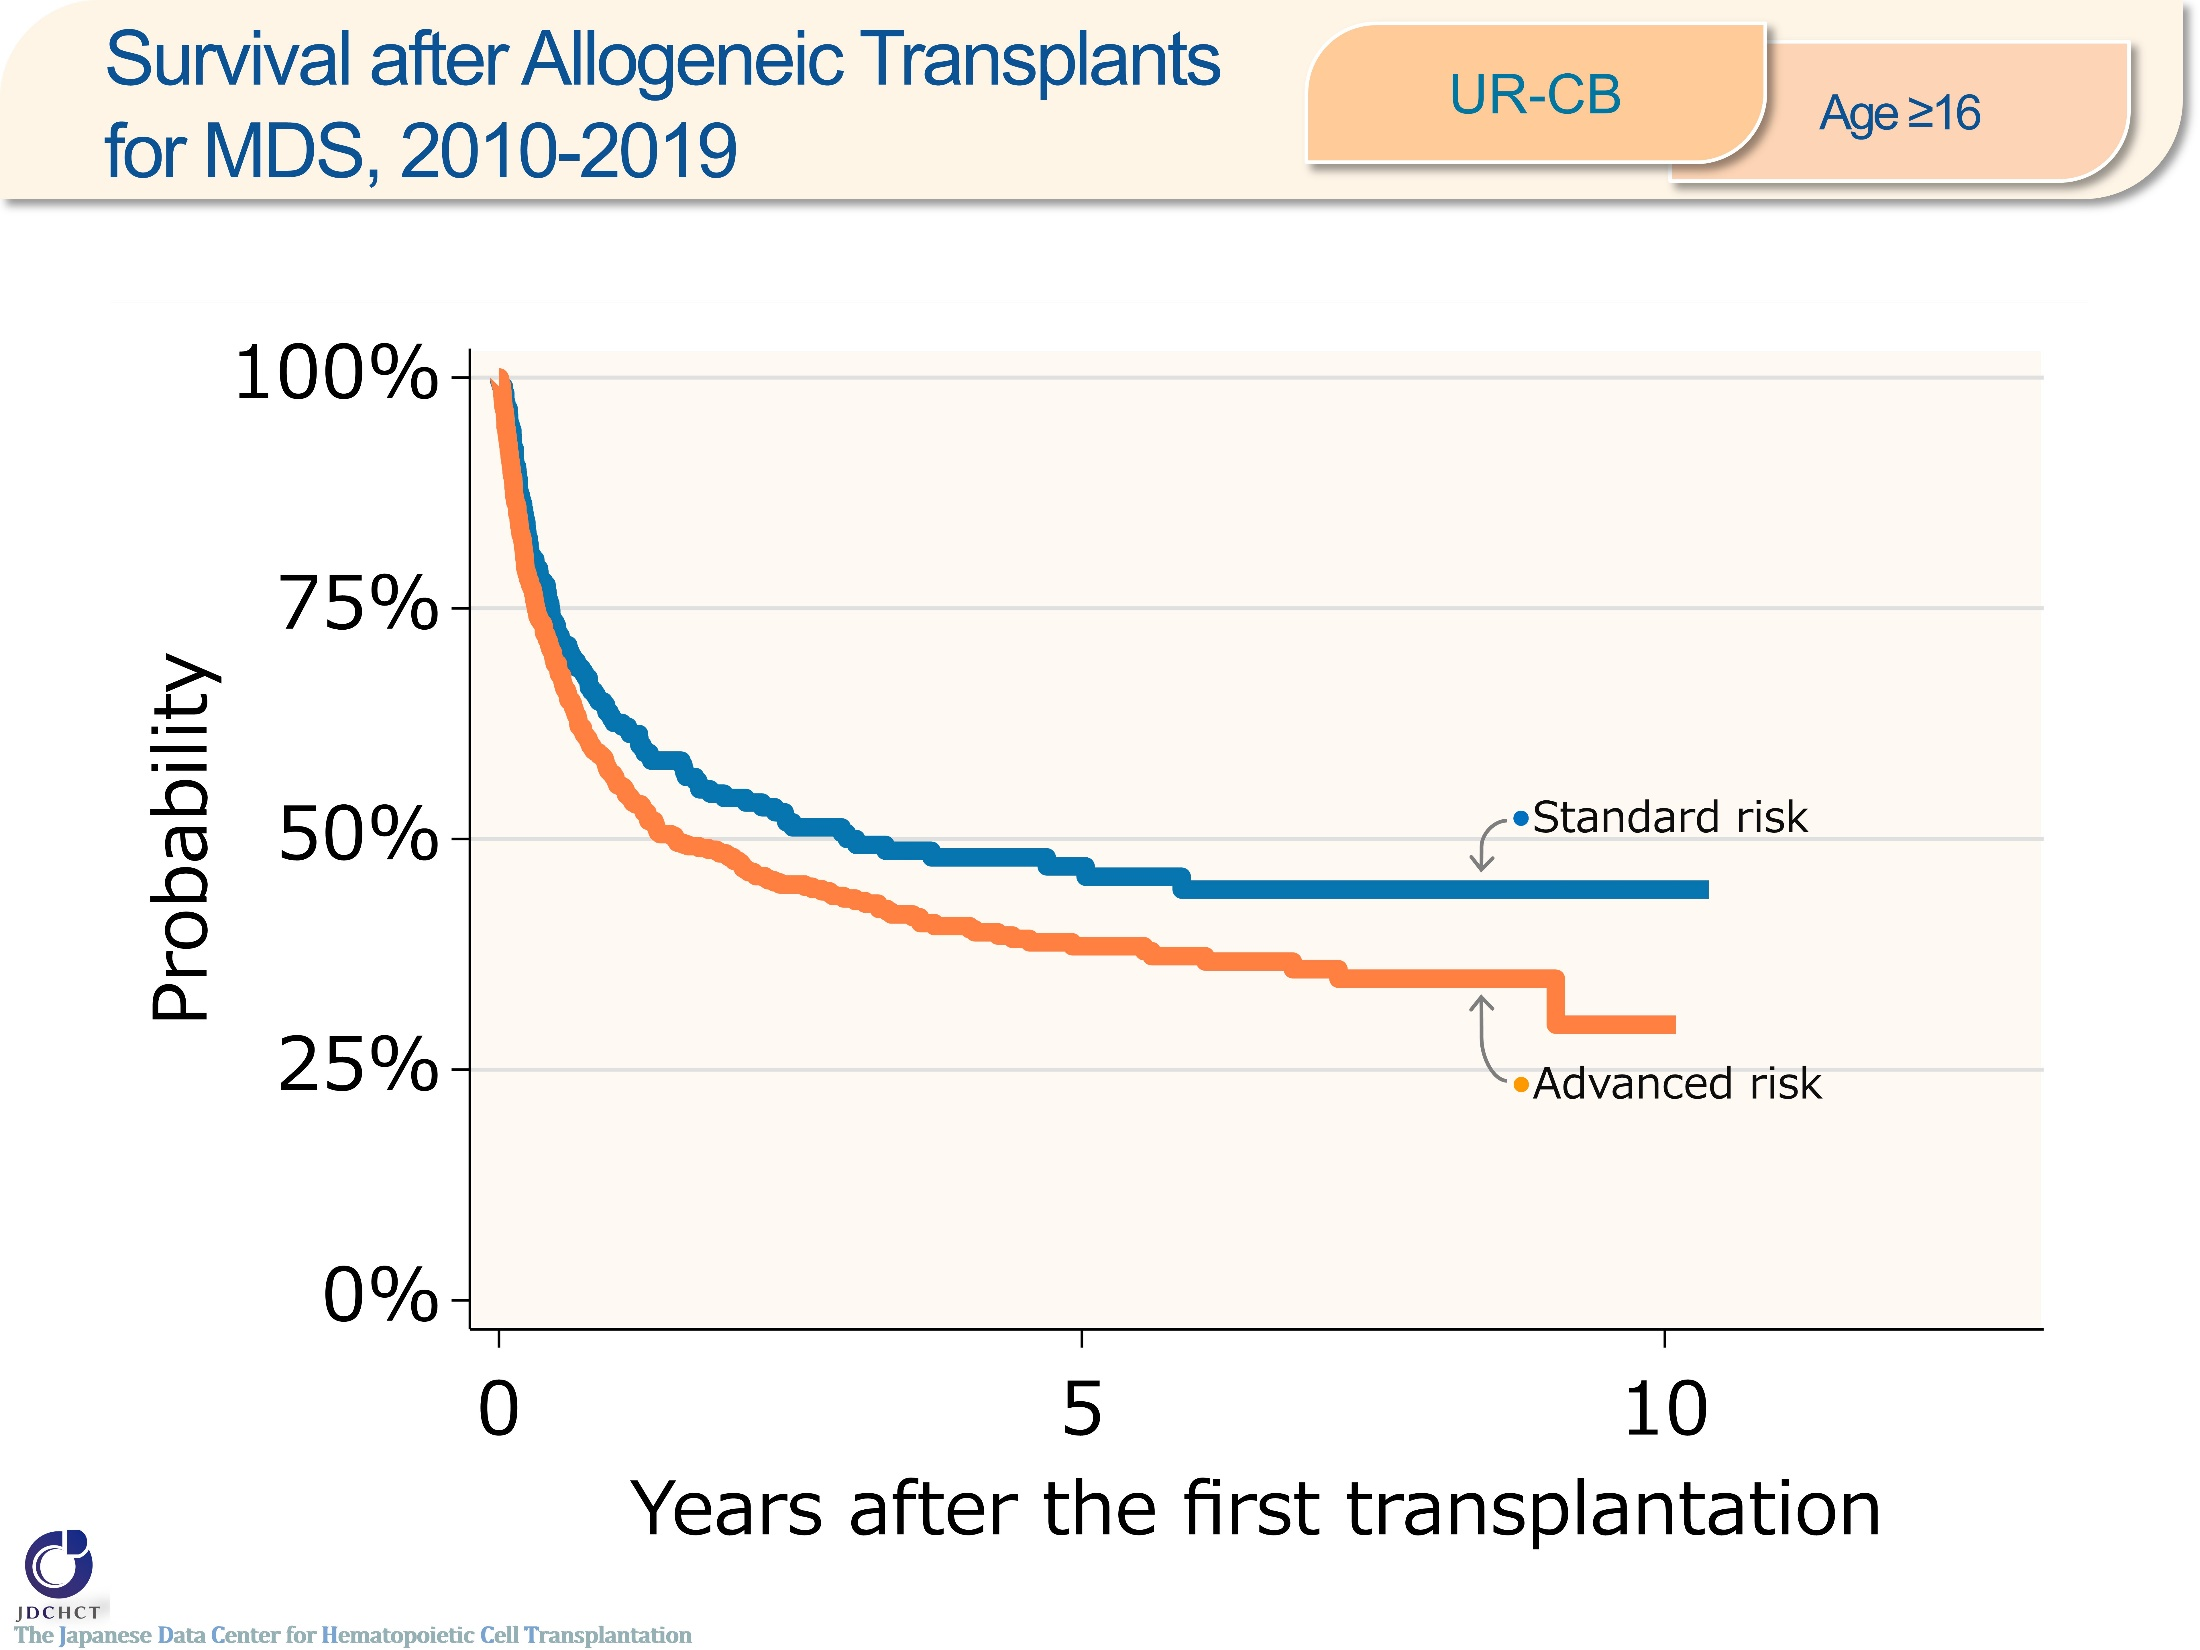 Survival after Allogeneic Transplants
for MDS, 2010-2019
UR-CB
Age ≥16
100%
75%
50%
25%
0%
Probability
•Standard risk
•Advanced risk
0
5
10
Years after the first transplantation
JDCHCT
The Japanese Data Center for Hematopoietic Cell Transplantation